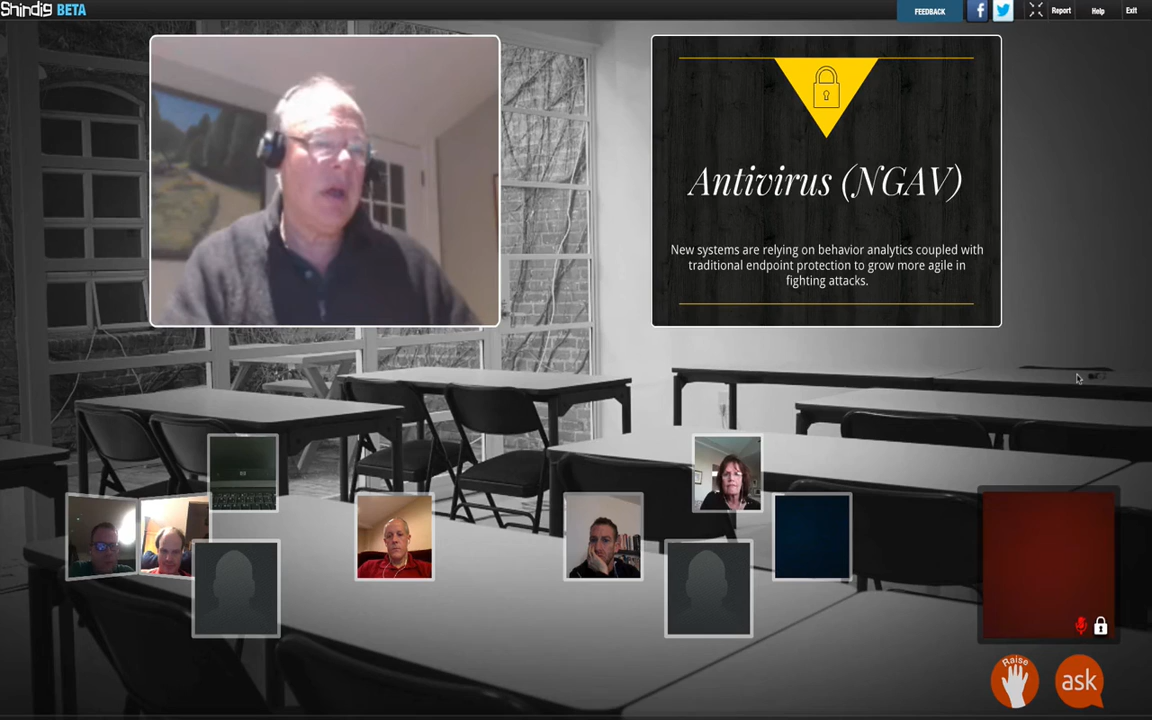 Shindig BETA
FEEDBACK
f
Report
Help
Exit
Antivirus (NGAV)
New systems are relying on behavior analytics coupled with
traditional endpoint protection to grow more agile in
fighting attacks.
Raise
ask